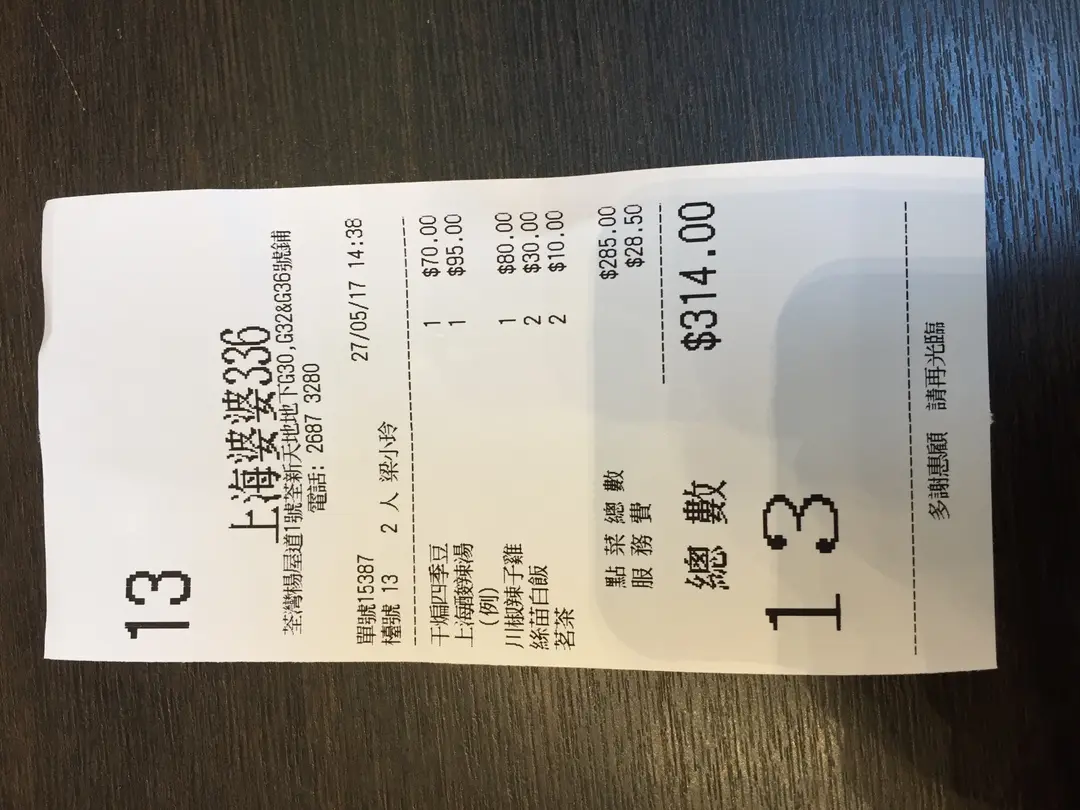 13
上海婆婆336
荃灣楊屋道1號荃新天地地下G30,G32&G36號鋪
電話: 2687 3280
單號15387 27/05/17 14:38
檯號 13 2 人 梁小玲
干煸四季豆 1 $70.00
上海酸辣湯 1 $95.00
(例)
川椒辣子雞 1 $80.00
絲苗白飯 2 $30.00
茗茶 2 $10.00
點菜總數 $285.00
服務費 $28.50
總數 $314.00
13
多謝惠顧 請再光臨